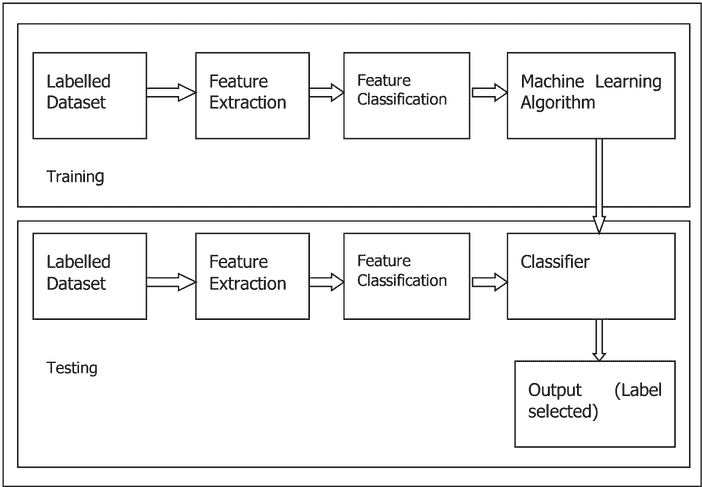 Labelled
Dataset
Feature
Extraction
Feature
Classification
Machine Learning
Algorithm
Training
Labelled
Dataset
Feature
Extraction
Feature
Classification
Classifier
Testing
Output (Label
selected)